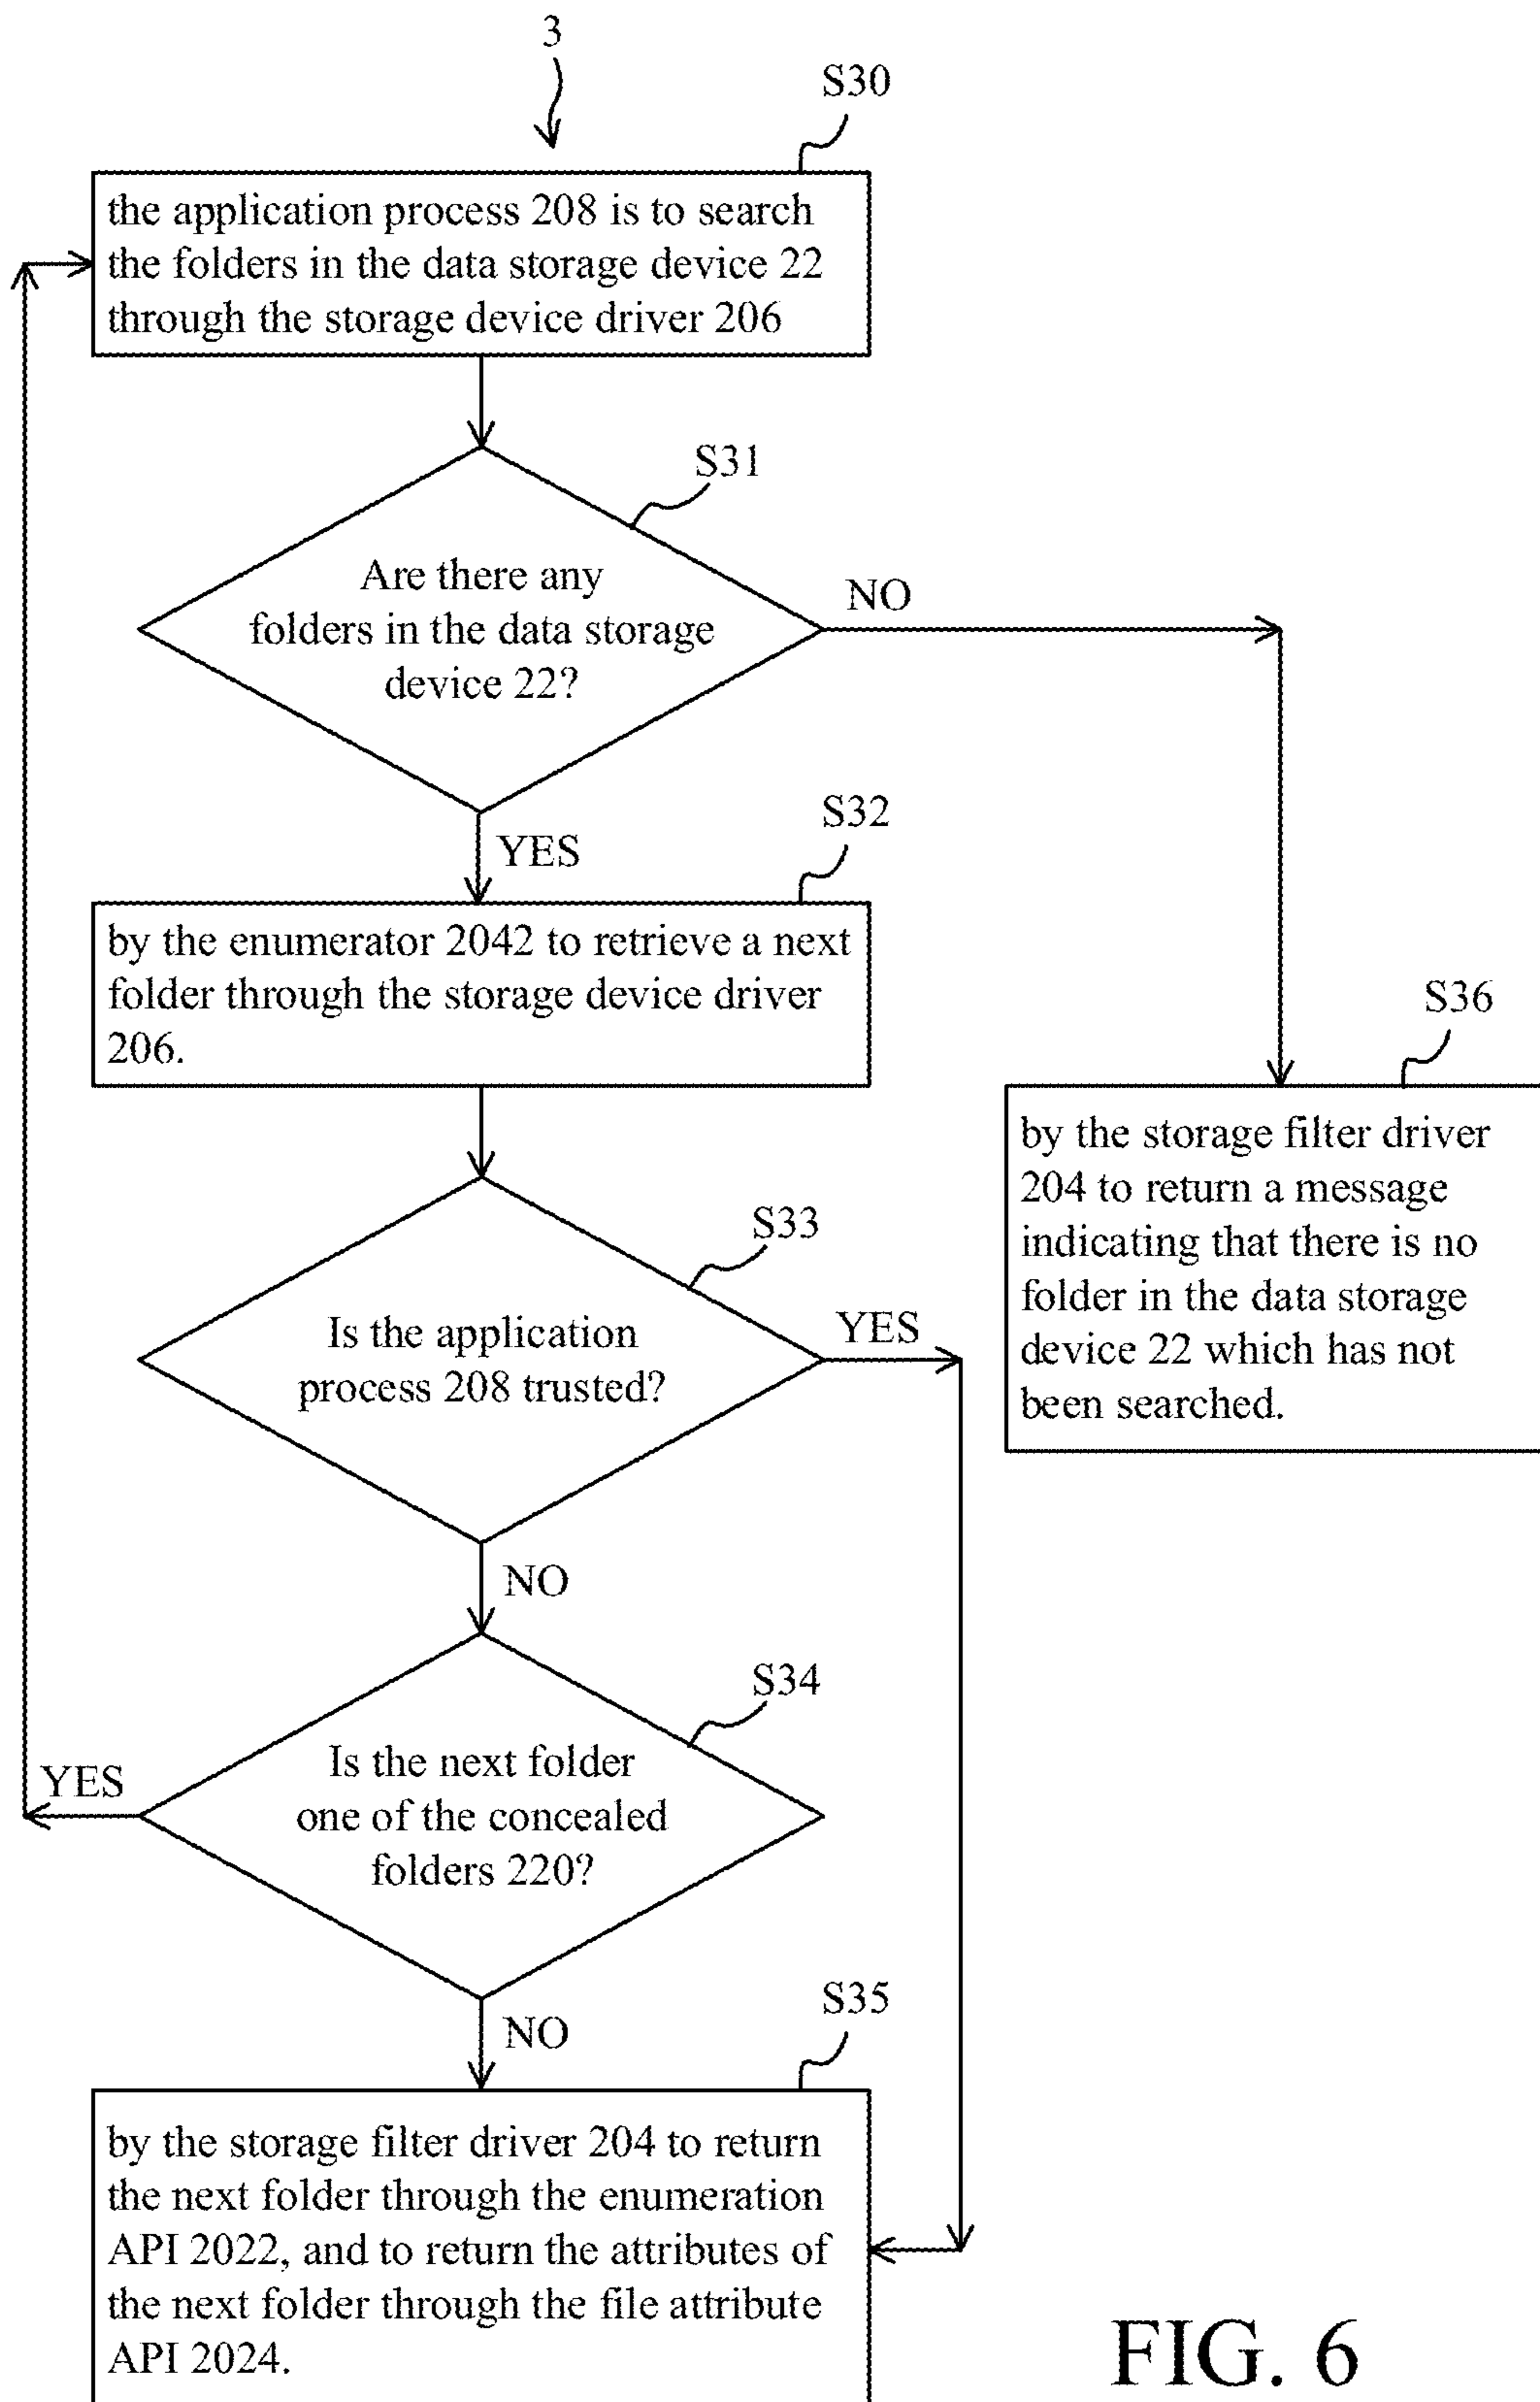 3
S30
the application process 208 is to search
the folders in the data storage device 22
through the storage device driver 206
S31
Are there any
folders in the data storage
device 22?
NO
YES
S32
by the enumerator 2042 to retrieve a next
folder through the storage device driver
206.
S36
by the storage filter driver
204 to return a message
indicating that there is no
folder in the data storage
device 22 which has not
been searched.
S33
Is the application
process 208 trusted?
YES
NO
S34
Is the next folder
one of the concealed
folders 220?
YES
NO
S35
by the storage filter driver 204 to return
the next folder through the enumeration
API 2022, and to return the attributes of
the next folder through the file attribute
API 2024.
FIG. 6